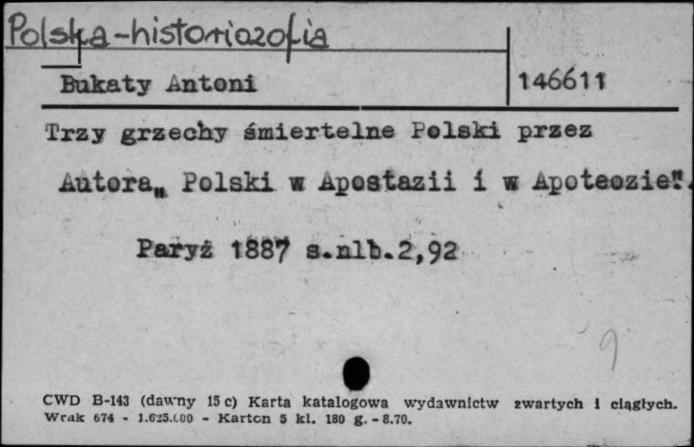 Polska-historiozofia
Bukaty Antoni
146611
Trzy grzechy śmiertelne Polski przez
Autora„ Polski w Apostazii i w Apoteozie".
Paryż 1887 s.nlb.2,92
9
CWD B-143 (dawny 15 c) Karta katalogowa wydawnictw zwartych i ciągłych.
Wrak 674 - 1.625.000 - Karton 5 kl. 180 g. - 8.70.